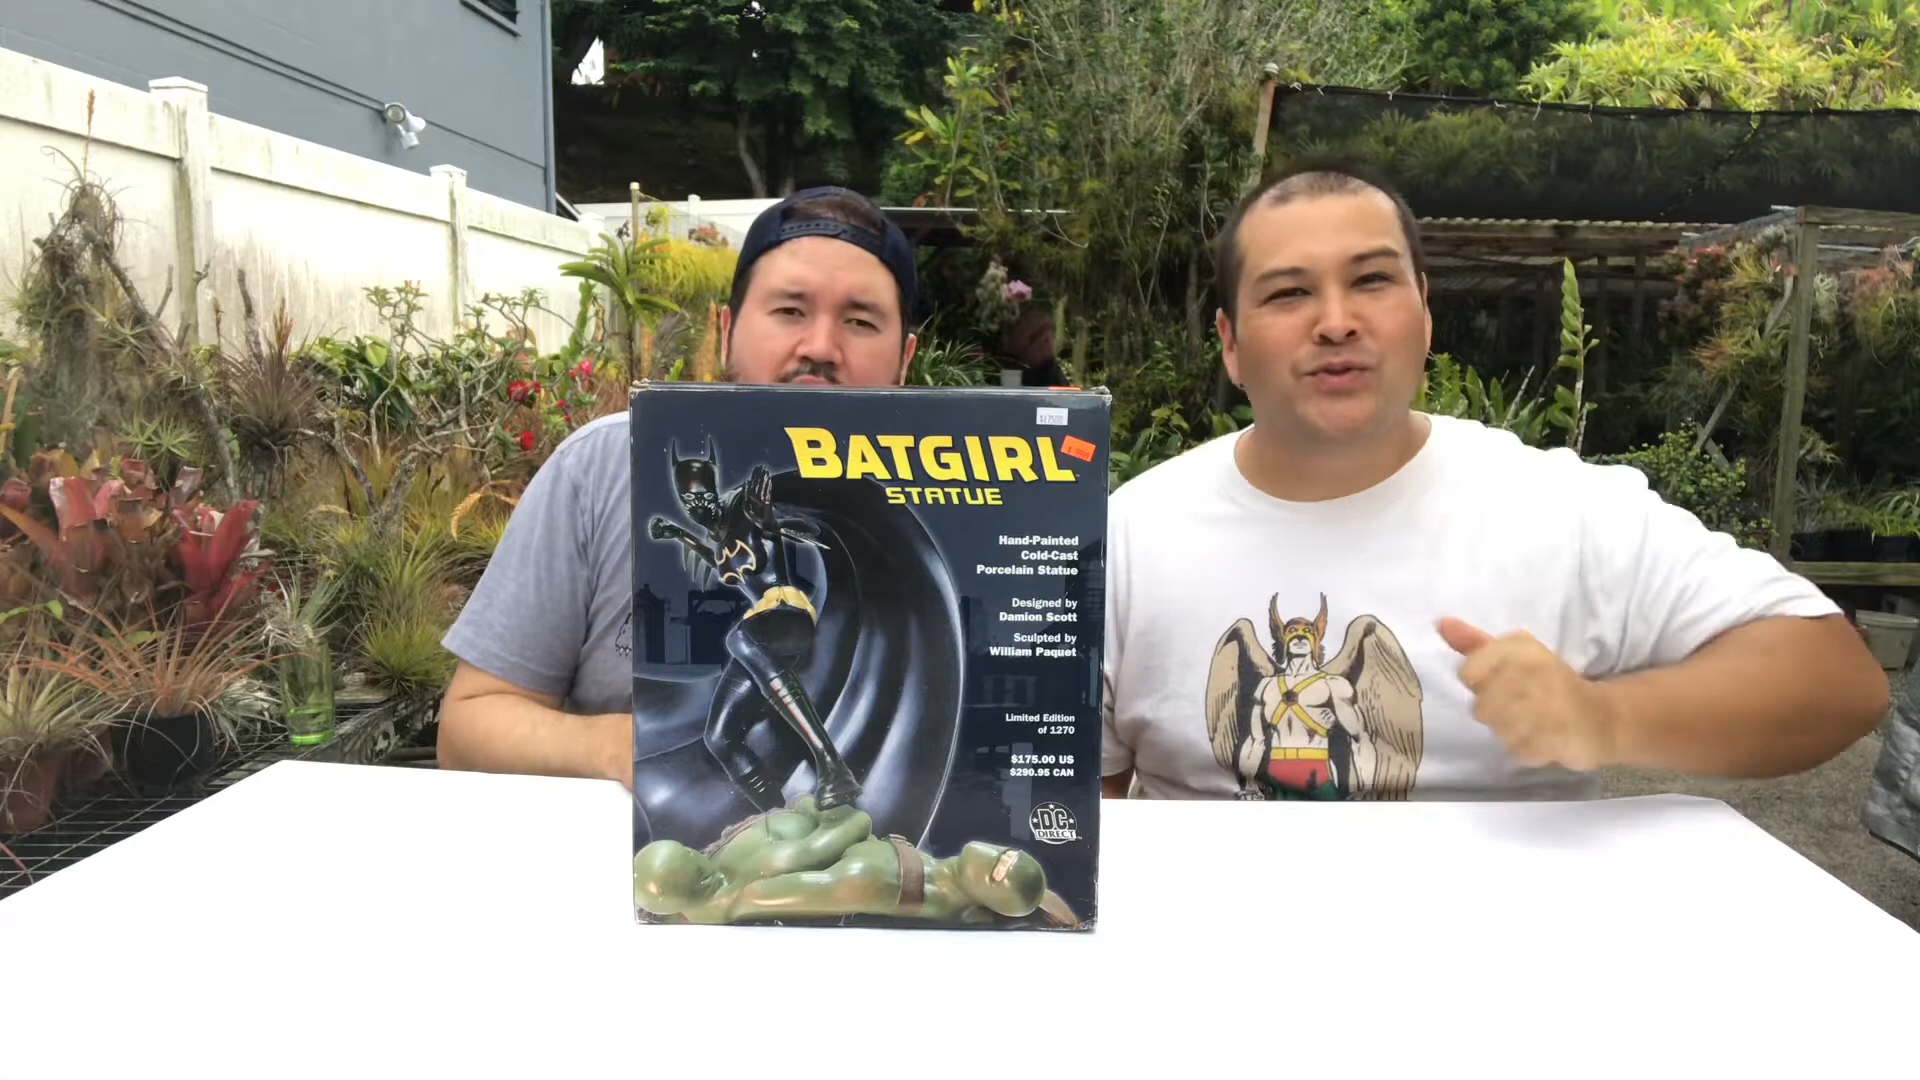 BATGIRL
STATUE
Hand-Painted
Cold-Cast
Porcelain Statue
Designed by
Damion Scott
Sculpted by
William Paquet
Limited Edition
of 1270
$175.00 US
$290.95 CAN
DC
DIRECT